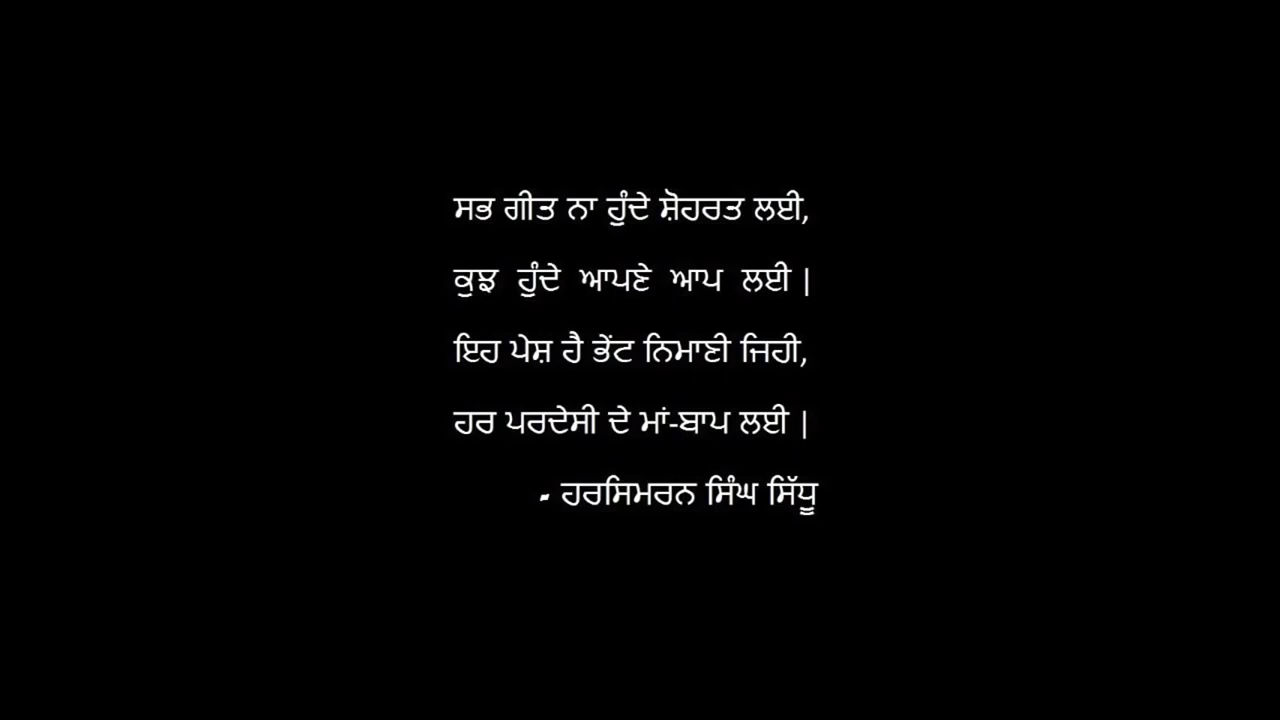 ਸਭ ਗੀਤ ਨਾ ਹੁੰਦੇ ਸ਼ੋਹਰਤ ਲਈ,
ਕੁਝ ਹੁੰਦੇ ਆਪਣੇ ਆਪ ਲਈ |
ਇਹ ਪੇਸ਼ ਹੈ ਭੇਂਟ ਨਿਮਾਣੀ ਜਿਹੀ,
ਹਰ ਪਰਦੇਸੀ ਦੇ ਮਾਂ-ਬਾਪ ਲਈ |
- ਹਰਸਿਮਰਨ ਸਿੰਘ ਸਿੱਧੂ